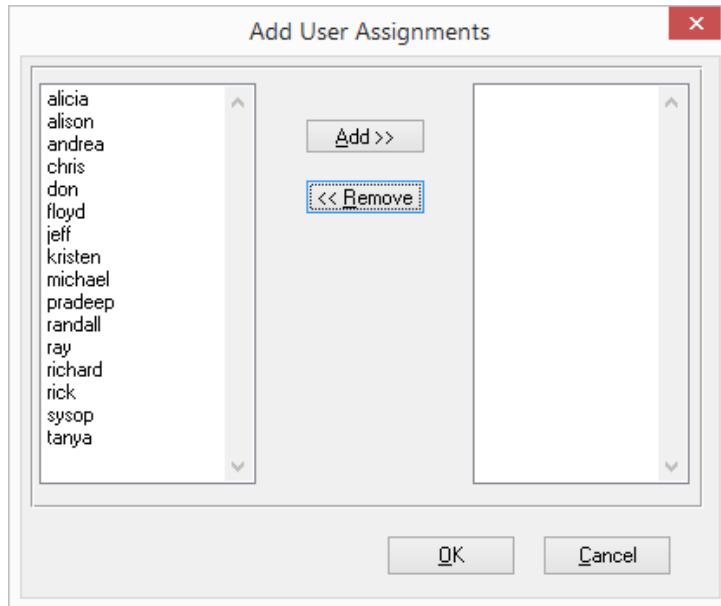 Add User Assignments
alicia
alison
andrea
chris
don
floyd
jeff
kristen
michael
pradeep
randall
ray
richard
rick
sysop
tanya
Add >>
<< Remove
OK
Cancel